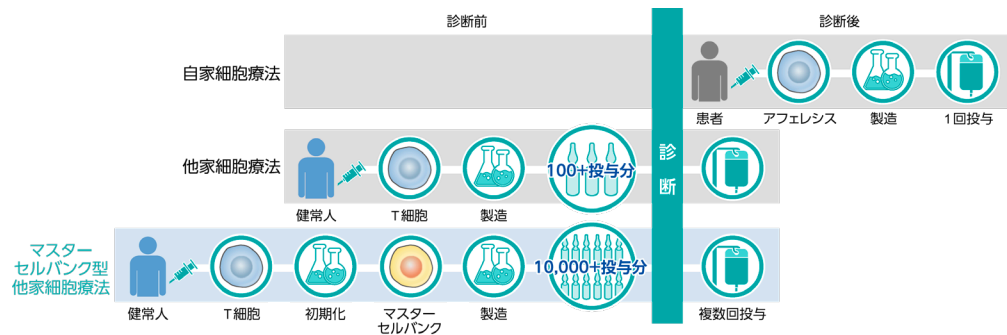 診断前
診断後
自家細胞療法
患者
アフェレシス
製造
1回投与
診断
他家細胞療法
100+投与分
健常人
T細胞
製造
マスター
セルバンク型
他家細胞療法
10,000+投与分
健常人
T細胞
初期化
マスター
セルバンク
製造
複数回投与